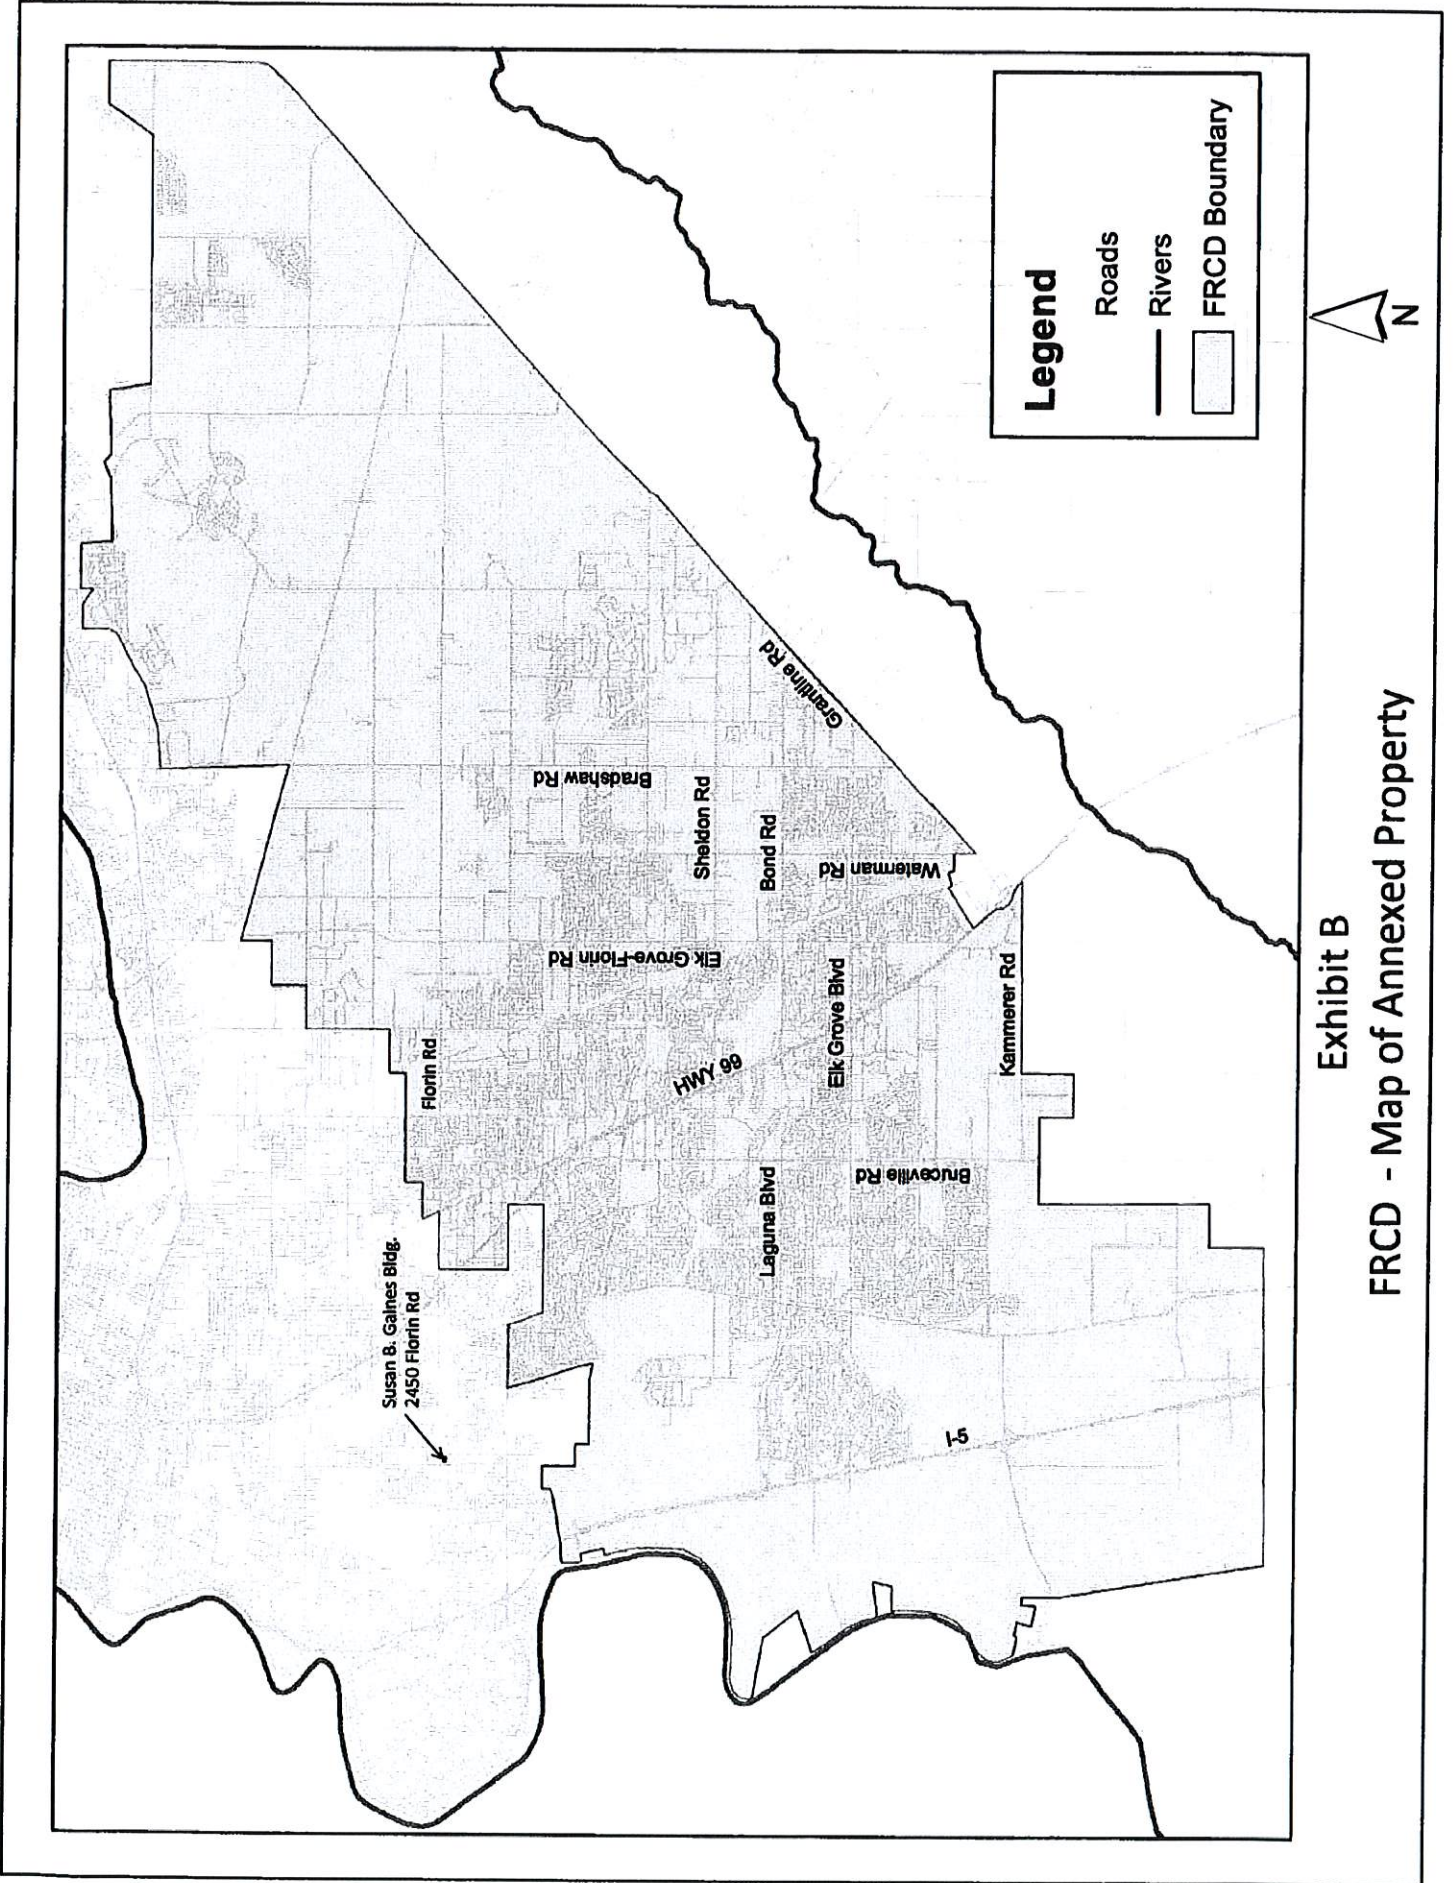 Susan B. Gaines Bldg.
2450 Florin Rd
Florin Rd
Bradshaw Rd
Elk Grove-Florin Rd
Sheldon Rd
HWY 99
Bond Rd
Laguna Blvd
Grantline Rd
Waterman Rd
Elk Grove Blvd
Bruceville Rd
I-5
Kammerer Rd
Legend
Roads
Rivers
FRCD Boundary
N
Exhibit B
FRCD - Map of Annexed Property